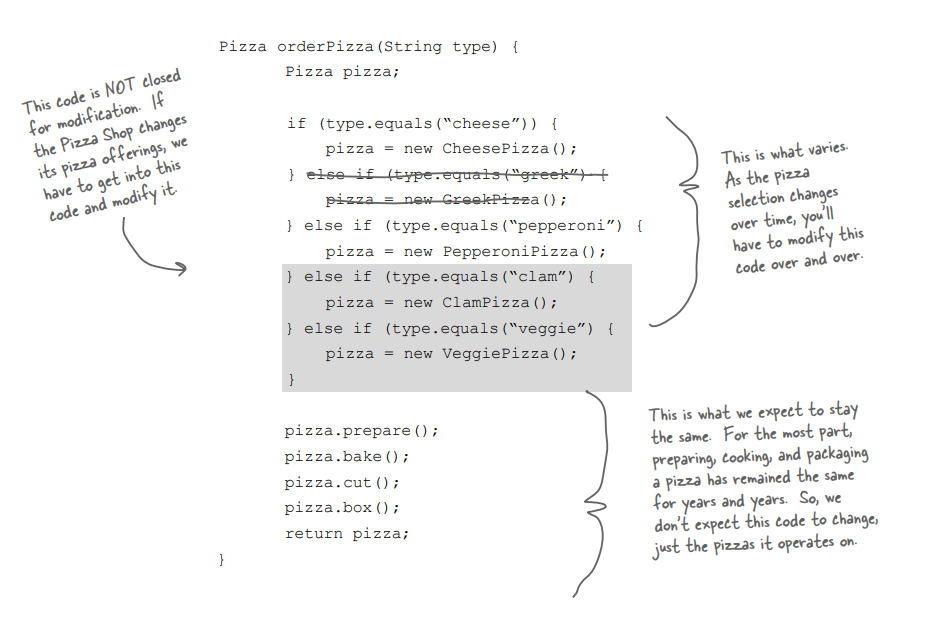 Pizza orderPizza(String type) {
Pizza pizza;
This code is NOT closed
for modification. If
the Pizza Shop changes
its pizza offerings, we
have to get into this
code and modify it.
if (type.equals(“cheese”)) {
pizza = new CheesePizza();
} else if (type.equals(“greek”) {
pizza = new GreekPizza();
} else if (type.equals(“pepperoni”) {
pizza = new PepperoniPizza();
} else if (type.equals(“clam”) {
pizza = new ClamPizza();
} else if (type.equals(“veggie”) {
pizza = new VeggiePizza();
}
This is what varies.
As the pizza
selection changes
over time, you'll
have to modify this
code over and over.
pizza.prepare();
pizza.bake();
pizza.cut();
pizza.box();
return pizza;
}
This is what we expect to stay
the same. For the most part,
preparing, cooking, and packaging
a pizza has remained the same
for years and years. So, we
don't expect this code to change,
just the pizzas it operates on.